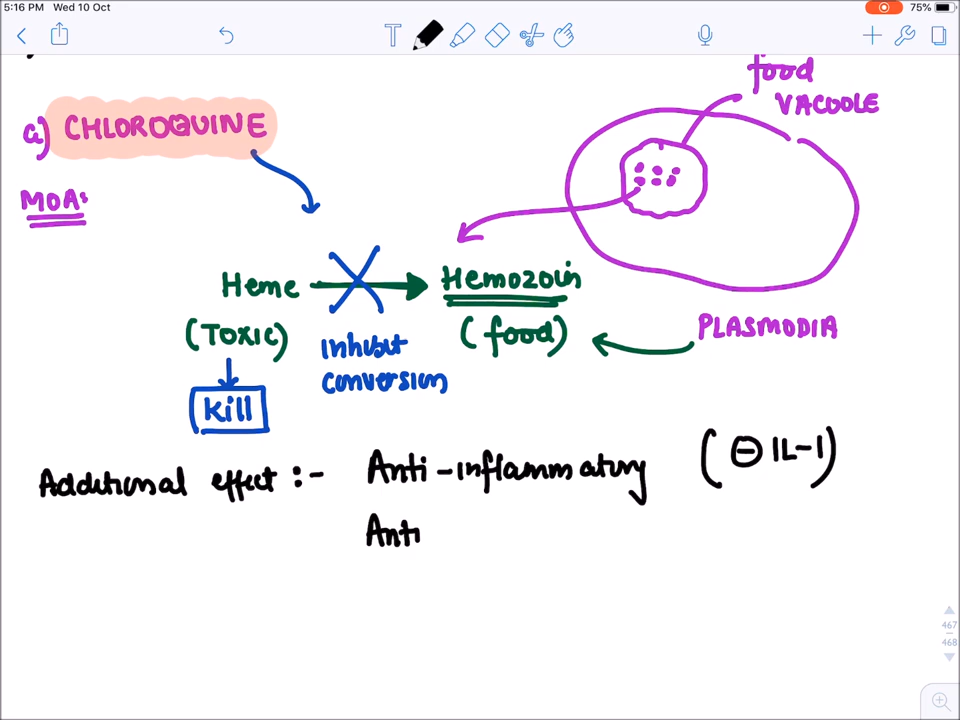 5:16 PM Wed 10 Oct
75%
T
food
VACUOLE
a) CHLOROQUINE
MOA:
Heme
Hemozoin
(TOXIC)
Inhibit
conversion
(food)
PLASMODIA
Kill
Additional effect :- Anti-inflammatory (⊖ IL-1)
Anti
467
468